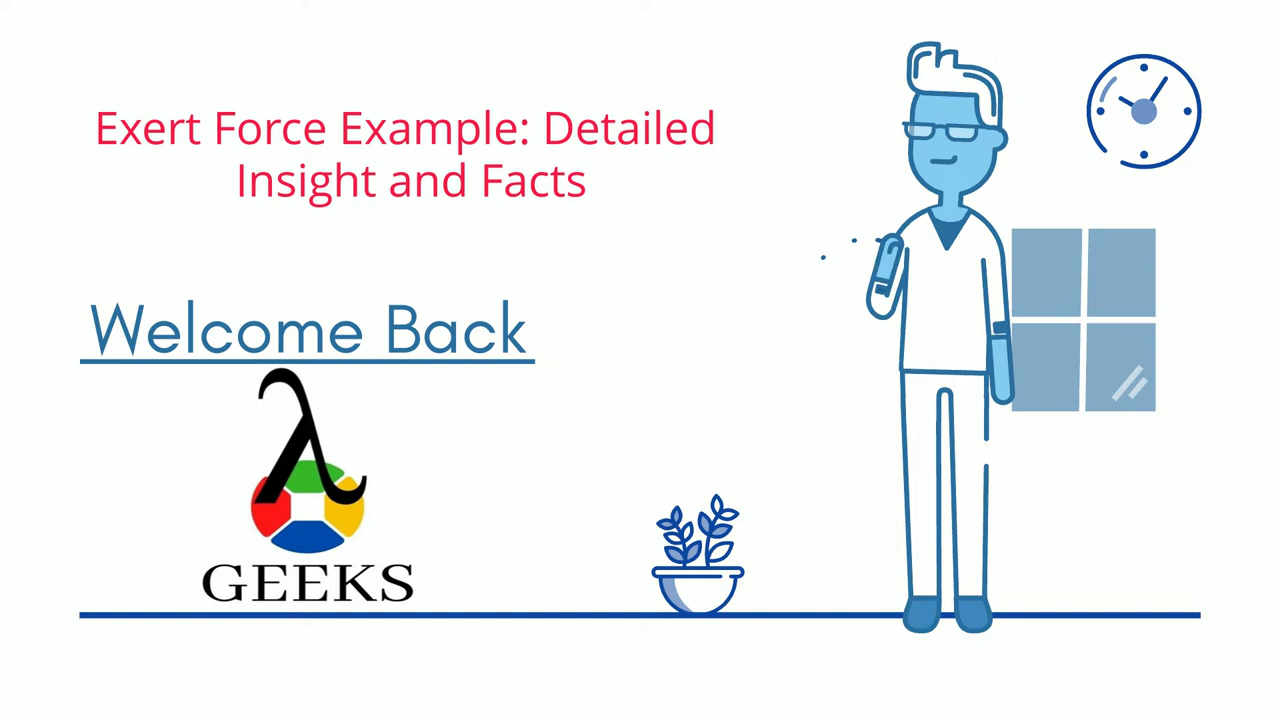 Exert Force Example: Detailed
Insight and Facts
Welcome Back
λ
GEEKS